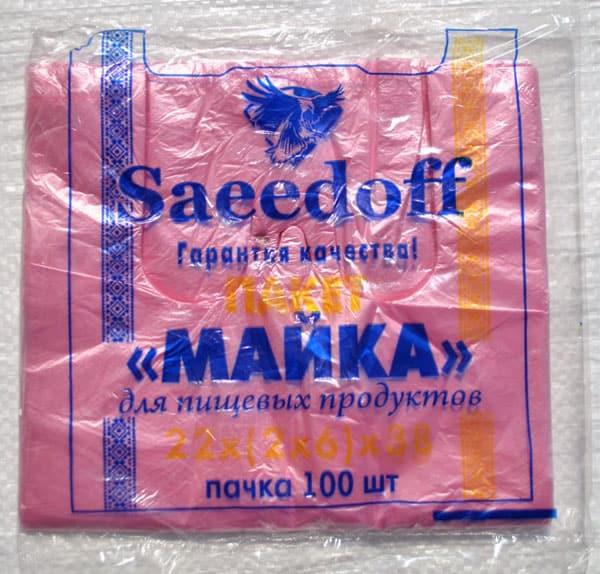 Saeedoff
Гарантия качества!
ПАКЕТ
«МАЙКА»
для пищевых продуктов
22х(2х6)х38
пачка 100 шт